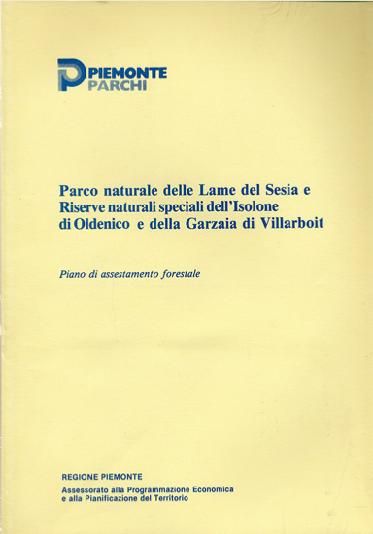 PIEMONTE
PARCHI
Parco naturale delle Lame del Sesia e
Riserve naturali speciali dell'Isolone
di Oldenico e della Garzaia di Villarboit
Piano di assestamento forestale
REGIONE PIEMONTE
Assessorato alla Programmazione Economica
e alla Pianificazione del Territorio